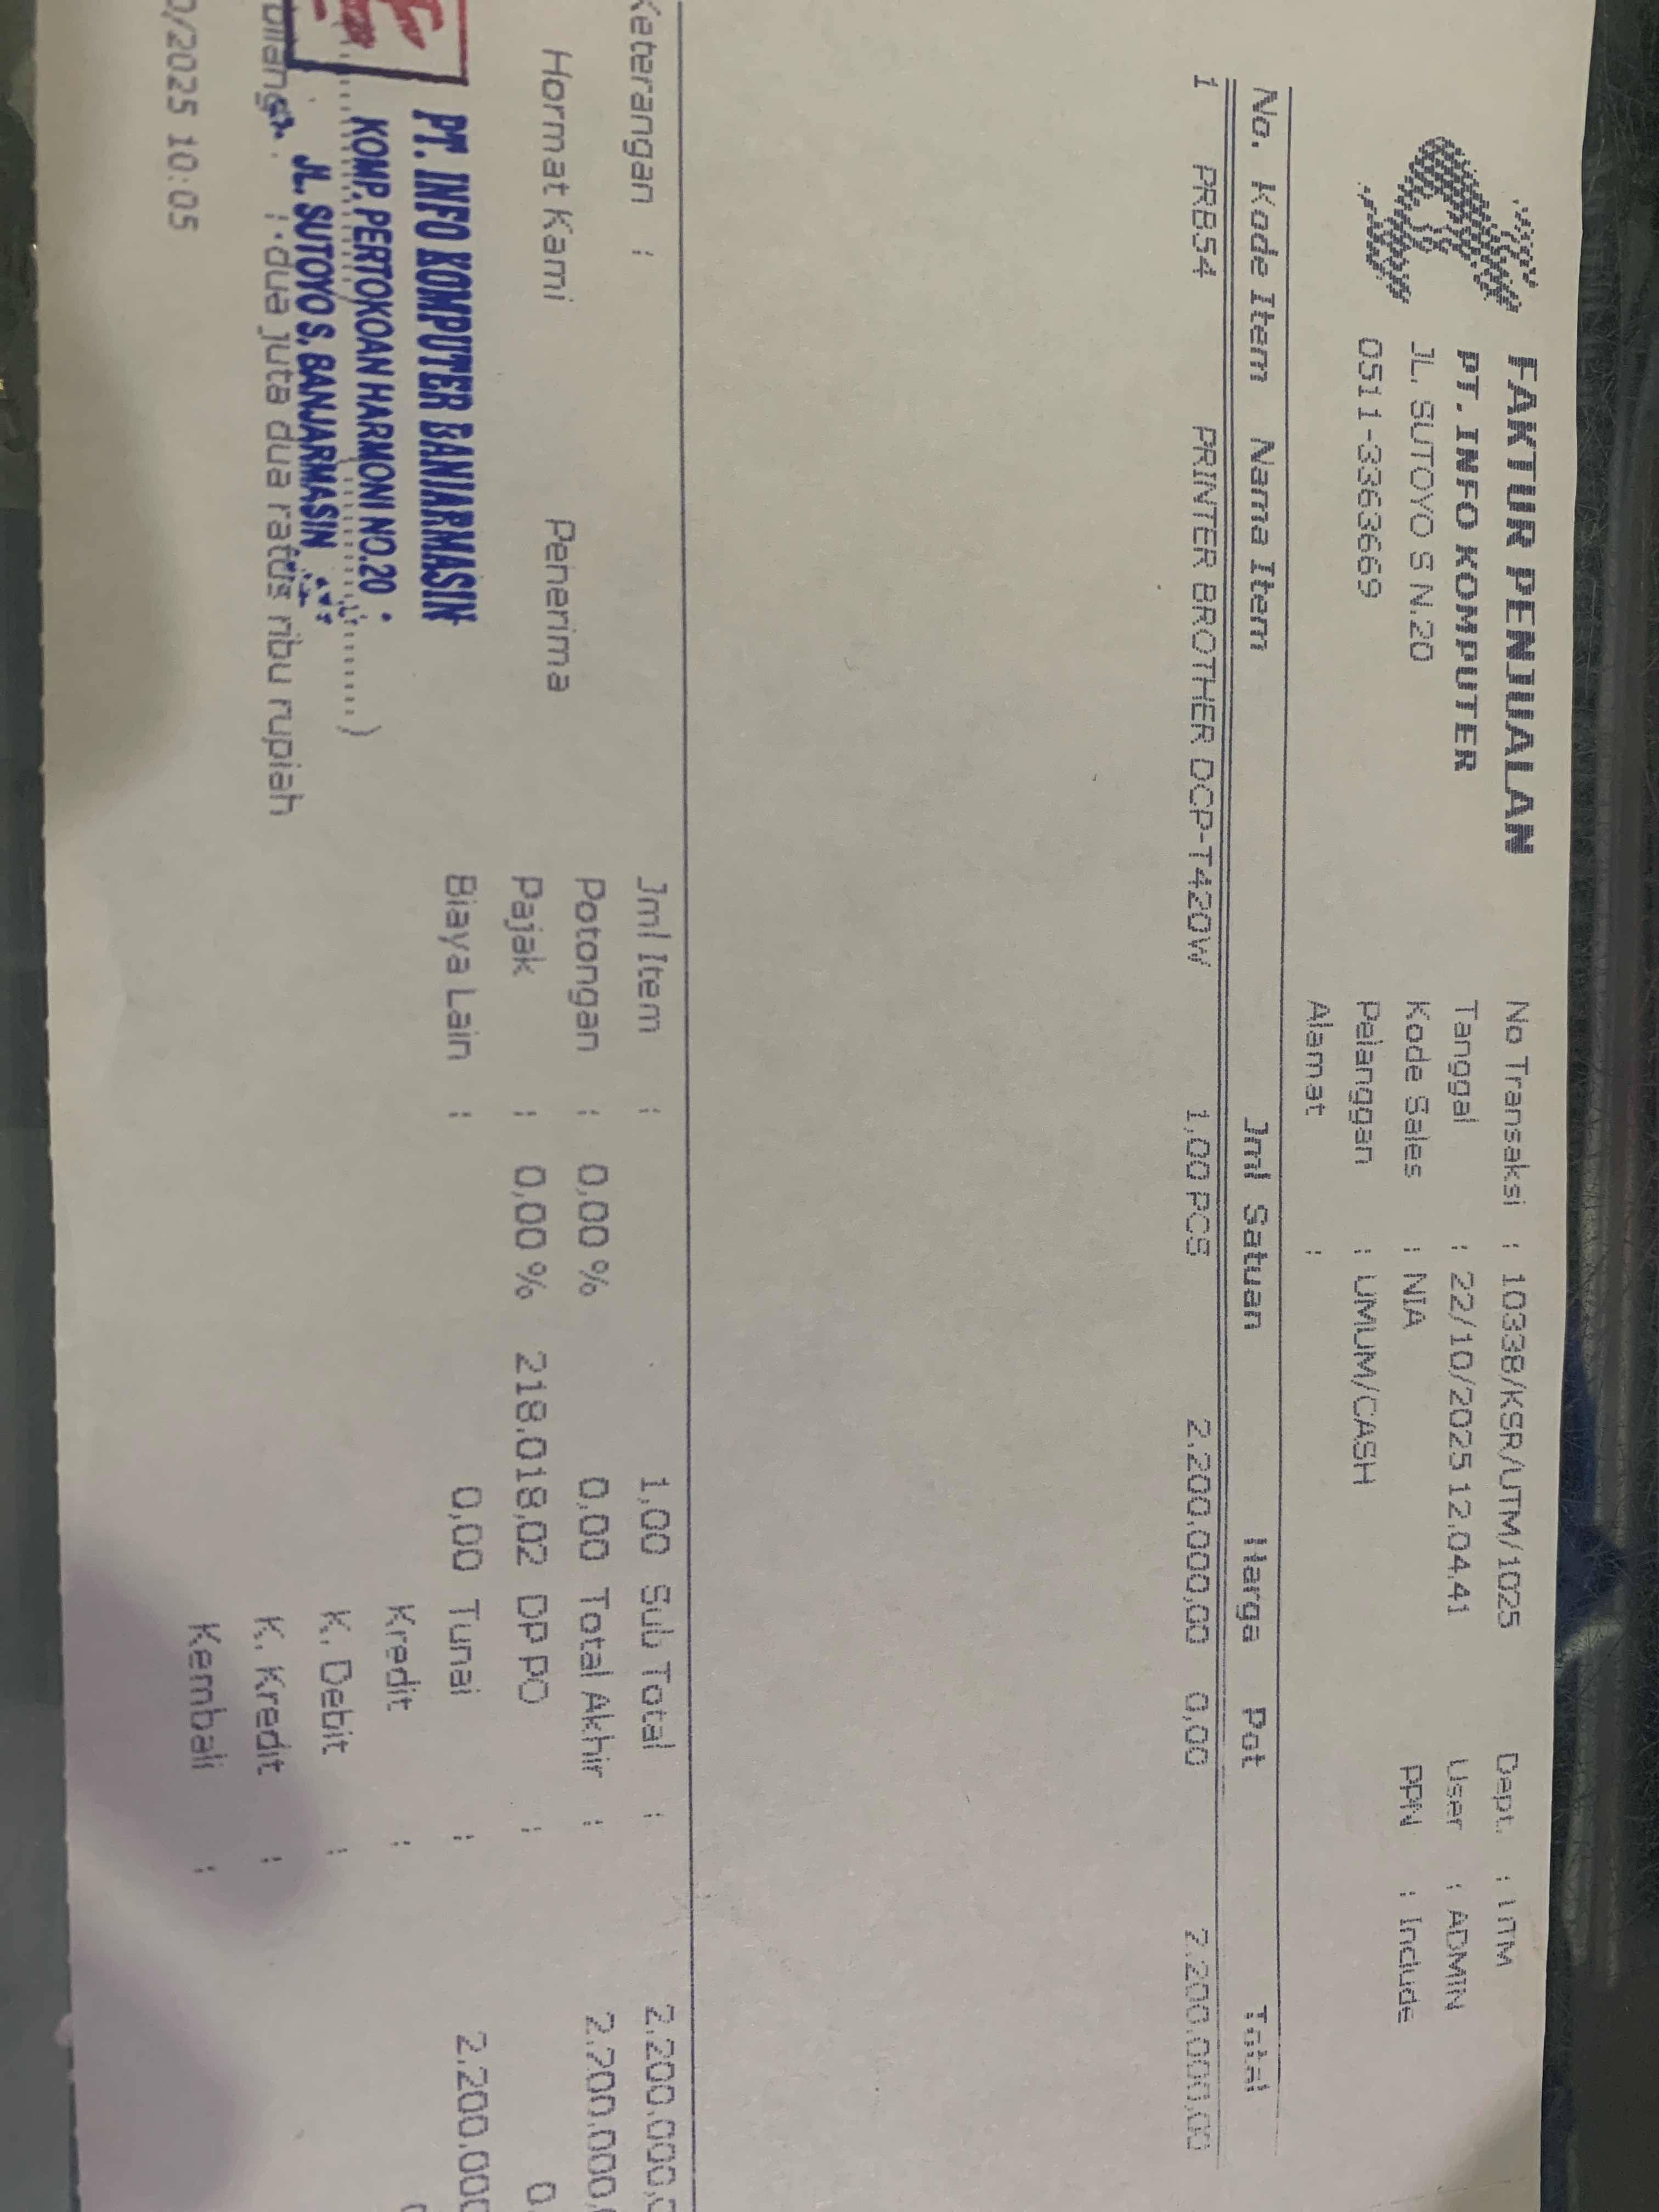 FAKTUR PENJUALAN
PT. INFO KOMPUTER
JL. SUTOYO S N.20
0511-3363669
No Transaksi : 10338/KSR/UTM/1025
Tanggal : 22/10/2025 12.04.41
Kode Sales : NIA
Pelanggan : UMUM/CASH
Alamat :
Dept. : UTM
User : ADMIN
PPN : Include
No. Kode Item Nama Item Jml Satuan Harga Pot Total
1 PRB54 PRINTER BROTHER DCP-T420W 1,00 PCS 2.200.000,00 0,00 2.200.000,00
Keterangan :
Hormat Kami Penerima
PT. INFO KOMPUTER BANJARMASIN
KOMP. PERTOKOAN HARMONI NO.20
JL. SUTOYO S, BANJARMASIN
: dua juta dua ratus ribu rupiah
/2025 10:05
Jml Item : 1,00
Potongan : 0,00 % 0,00
Pajak : 0,00 % 218.018,02
Biaya Lain : 0,00
Sub Total : 2.200.000,
Total Akhir : 2.200.000,
DP PO : 0,
Tunai : 2.200.000
Kredit :
K. Debit :
K. Kredit :
Kembali :